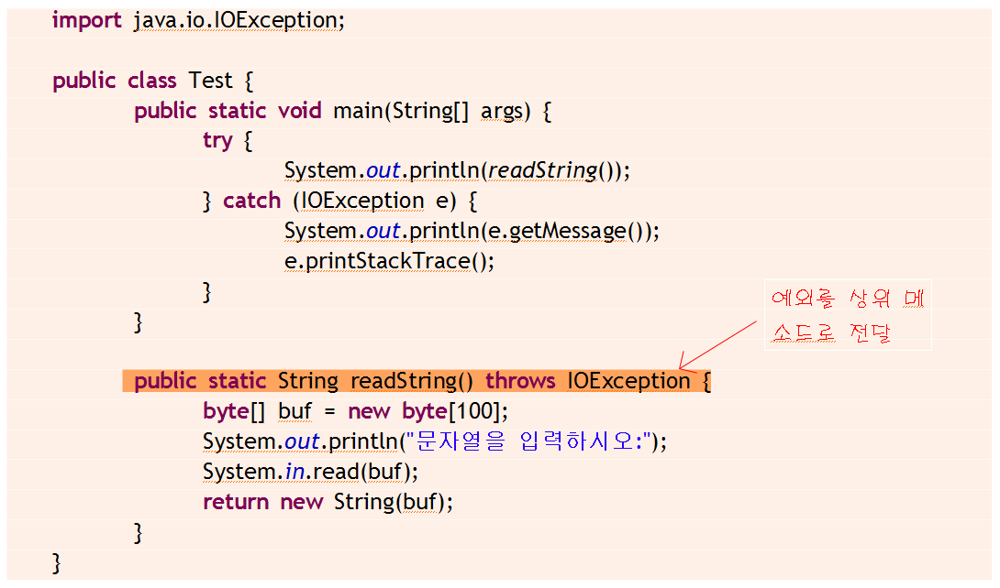 import java.io.IOException;
public class Test {
public static void main(String[] args) {
try {
System.out.println(readString());
} catch (IOException e) {
System.out.println(e.getMessage());
e.printStackTrace();
}
}
예외를 상위 메
소드로 전달
public static String readString() throws IOException {
byte[] buf = new byte[100];
System.out.println("문자열을 입력하시오:");
System.in.read(buf);
return new String(buf);
}
}